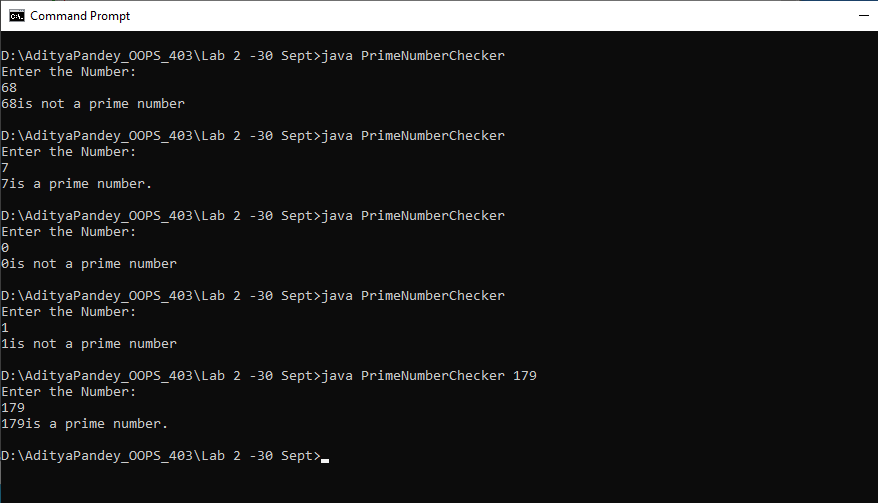 Command Prompt
D:\AdityaPandey_OOPS_403\Lab 2 -30 Sept>java PrimeNumberChecker
Enter the Number:
68
68is not a prime number
D:\AdityaPandey_OOPS_403\Lab 2 -30 Sept>java PrimeNumberChecker
Enter the Number:
7
7is a prime number.
D:\AdityaPandey_OOPS_403\Lab 2 -30 Sept>java PrimeNumberChecker
Enter the Number:
0
0is not a prime number
D:\AdityaPandey_OOPS_403\Lab 2 -30 Sept>java PrimeNumberChecker
Enter the Number:
1
1is not a prime number
D:\AdityaPandey_OOPS_403\Lab 2 -30 Sept>java PrimeNumberChecker 179
Enter the Number:
179
179is a prime number.
D:\AdityaPandey_OOPS_403\Lab 2 -30 Sept>